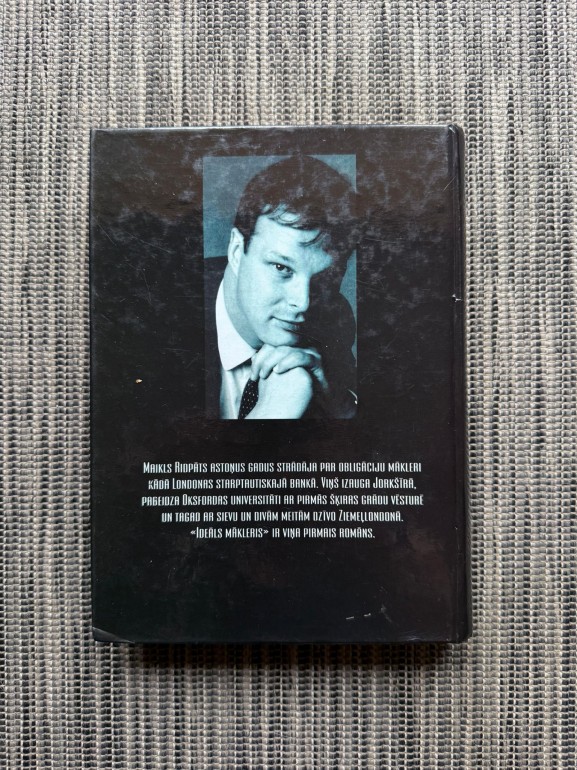 Maikls Ridpāts astoņus gadus strādāja par obligāciju mākleri
kādā Londonas starptautiskajā bankā. Viņš izauga Jorkšīrā,
pabeidza Oksfordas universitāti ar pirmās šķiras grādu vēsturē
un tagad ar sievu un divām meitām dzīvo Ziemeļlondonā.
«Ideāls mākleris» ir viņa pirmais romāns.